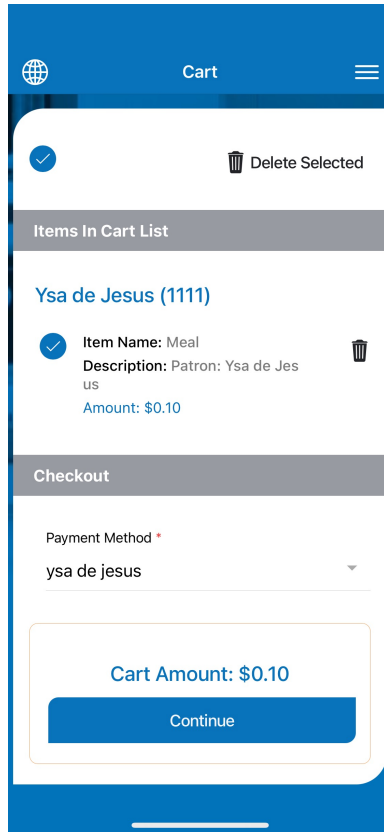 Cart
Delete Selected
Items In Cart List
Ysa de Jesus (1111)
Item Name: Meal
Description: Patron: Ysa de Jes
us
Amount: $0.10
Checkout
Payment Method *
ysa de jesus
Cart Amount: $0.10
Continue